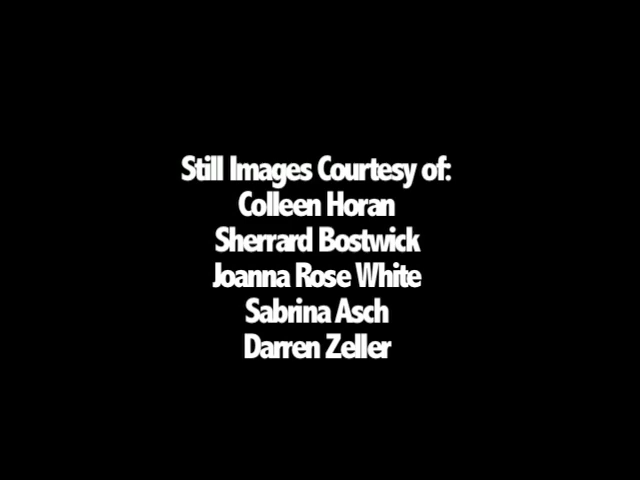 Still Images Courtesy of:
Colleen Horan
Sherrard Bostwick
Joanna Rose White
Sabrina Asch
Darren Zeller